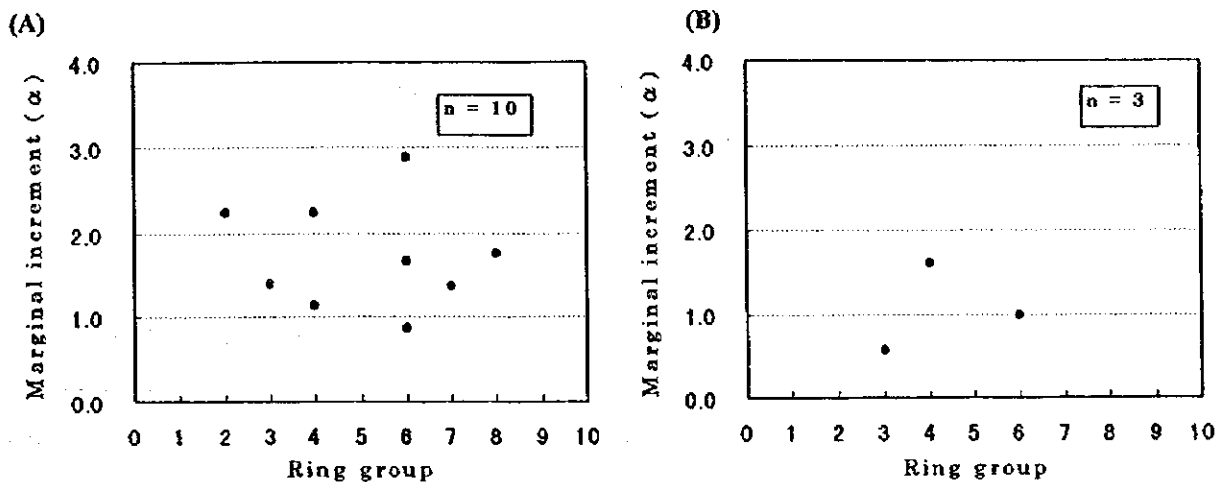 (A)
Marginal increment (α)
4.0
3.0
2.0
1.0
0.0
n = 10
0 1 2 3 4 5 6 7 8 9 10
Ring group
(B)
Marginal increment (α)
4.0
3.0
2.0
1.0
0.0
n = 3
0 1 2 3 4 5 6 7 8 9 10
Ring group